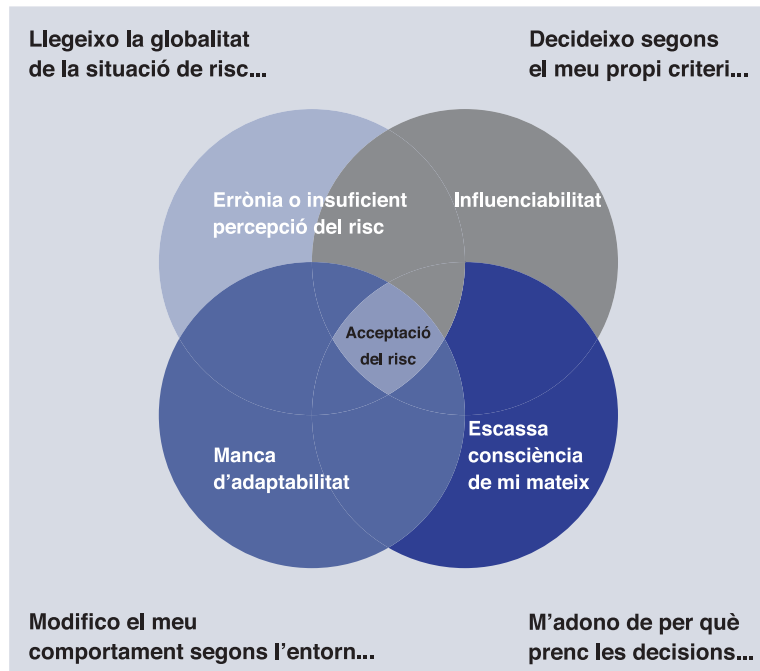 Llegeixo la globalitat
de la situació de risc...
Decideixo segons
el meu propi criteri...
Errònia o insuficient
percepció del risc
Influenciabilitat
Acceptació
del risc
Manca
d’adaptabilitat
Escassa
consciència
de mi mateix
Modifico el meu
comportament segons l’entorn...
M’adono de per què
prenc les decisions...